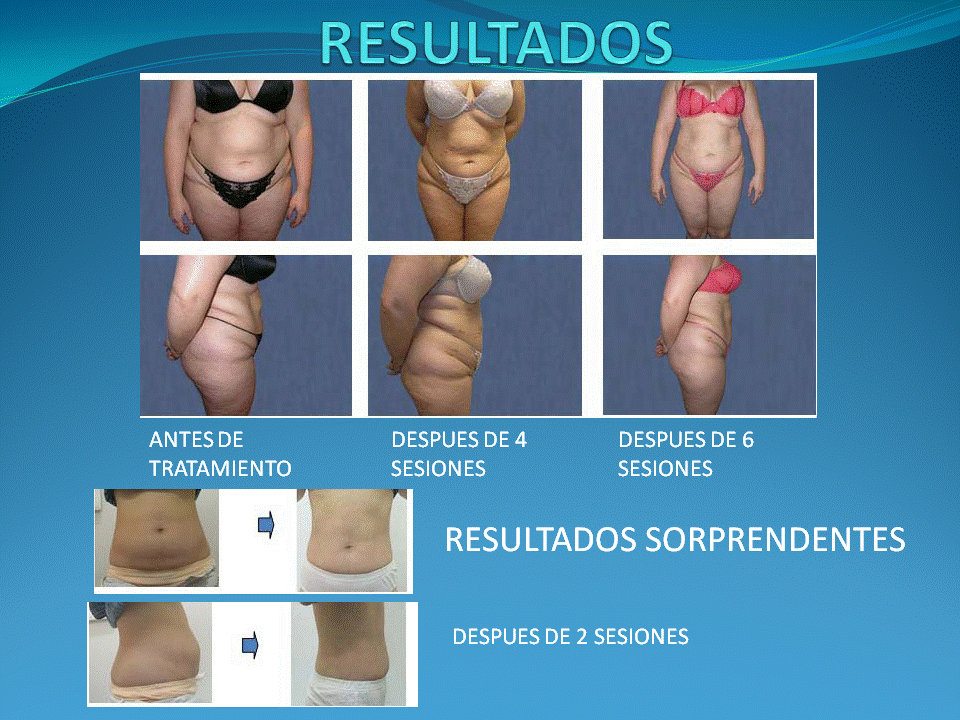 RESULTADOS
ANTES DE
TRATAMIENTO
DESPUES DE 4
SESIONES
DESPUES DE 6
SESIONES
RESULTADOS SORPRENDENTES
DESPUES DE 2 SESIONES